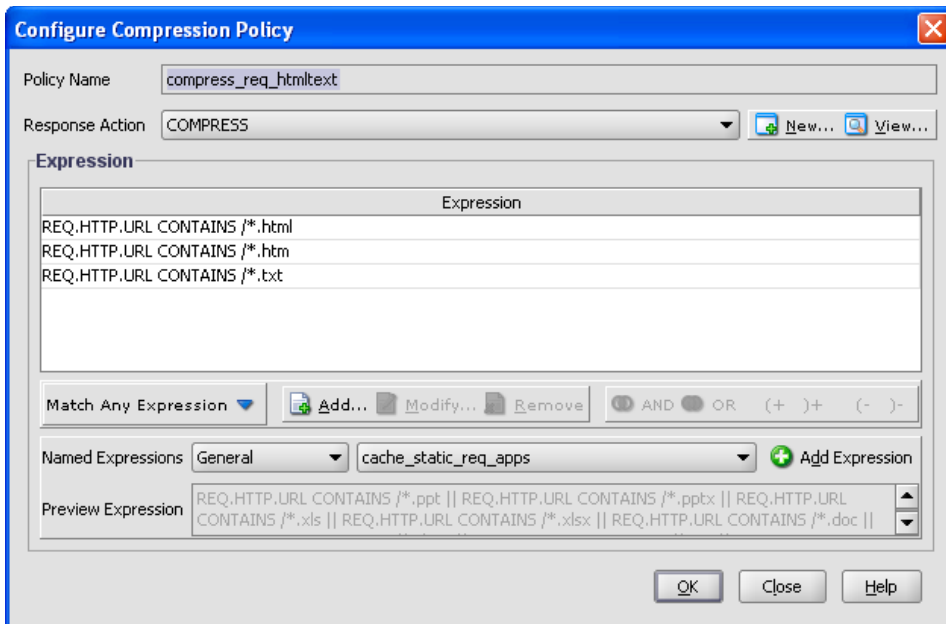 Configure Compression Policy
Policy Name compress_req_htmltext
Response Action COMPRESS New... View...
Expression
Expression
REQ.HTTP.URL CONTAINS /*.html
REQ.HTTP.URL CONTAINS /*.htm
REQ.HTTP.URL CONTAINS /*.txt
Match Any Expression Add... Modify... Remove AND OR (+ )+ (- )-
Named Expressions General cache_static_req_apps Add Expression
Preview Expression
REQ.HTTP.URL CONTAINS /*.ppt || REQ.HTTP.URL CONTAINS /*.pptx || REQ.HTTP.URL
CONTAINS /*.xls || REQ.HTTP.URL CONTAINS /*.xlsx || REQ.HTTP.URL CONTAINS /*.doc ||
OK Close Help